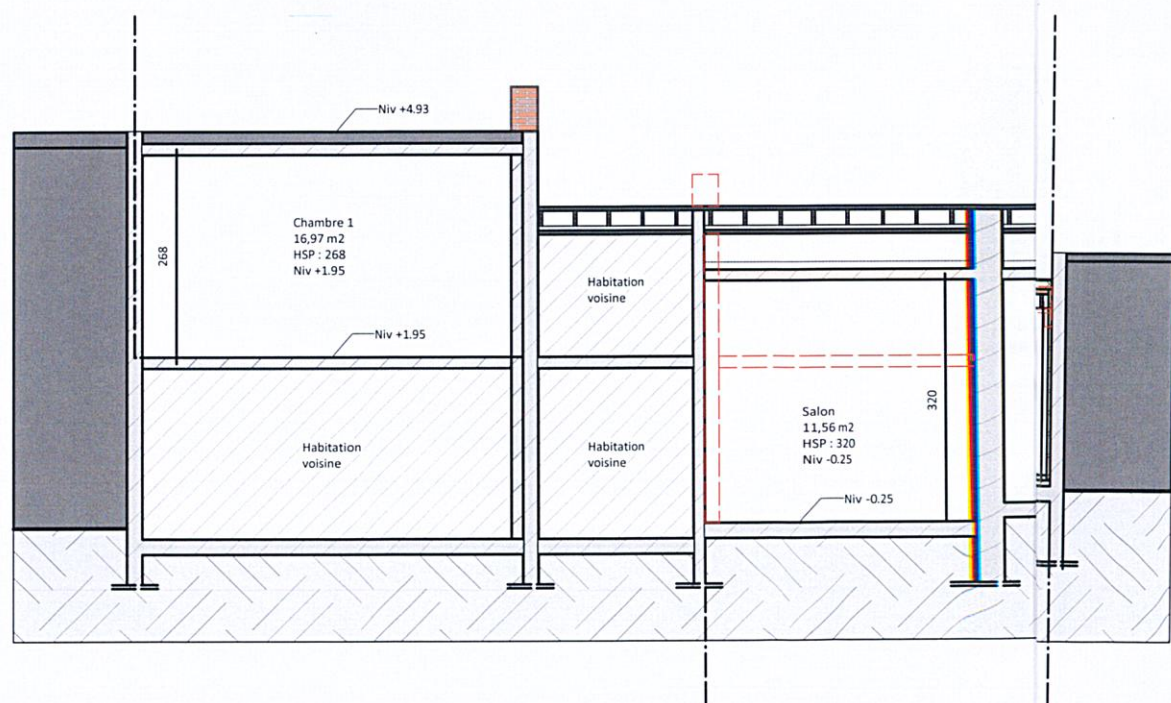 Niv +4.93
Chambre 1
16,97 m2
HSP : 268
Niv +1.95
268
Niv +1.95
Habitation
voisine
Habitation
voisine
Habitation
voisine
Salon
11,56 m2
HSP : 320
Niv -0.25
320
Niv -0.25